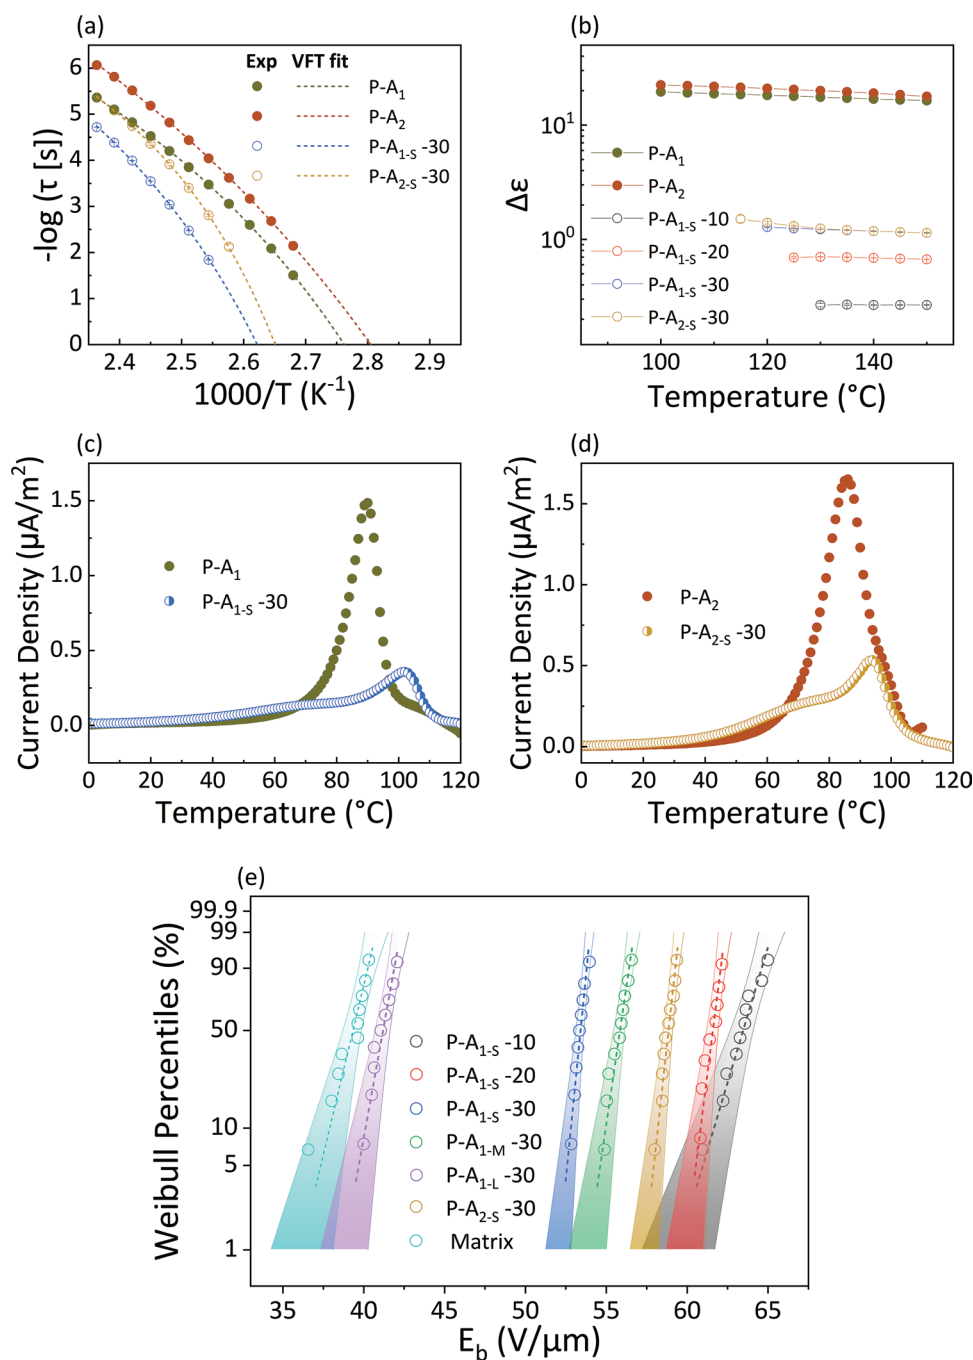 (a)
-log (τ [s])
6
5
4
3
2
1
0
Exp VFT fit
P-A₁
P-A₂
P-A₁₋S -30
P-A₂₋S -30
2.4 2.5 2.6 2.7 2.8 2.9
1000/T (K⁻¹)
(b)
Δε
10¹
10⁰
P-A₁
P-A₂
P-A₁₋S -10
P-A₁₋S -20
P-A₁₋S -30
P-A₂₋S -30
100 120 140
Temperature (°C)
(c)
Current Density (μA/m²)
1.5
1.0
0.5
0.0
P-A₁
P-A₁₋S -30
0 20 40 60 80 100 120
Temperature (°C)
(d)
Current Density (μA/m²)
1.5
1.0
0.5
0.0
P-A₂
P-A₂₋S -30
0 20 40 60 80 100 120
Temperature (°C)
(e)
Weibull Percentiles (%)
99.9
99
90
50
10
5
1
P-A₁₋S -10
P-A₁₋S -20
P-A₁₋S -30
P-A₁₋M -30
P-A₁₋L -30
P-A₂₋S -30
Matrix
35 40 45 50 55 60 65
E_b (V/μm)